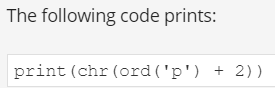 The following code prints:
print(chr(ord('p') + 2))